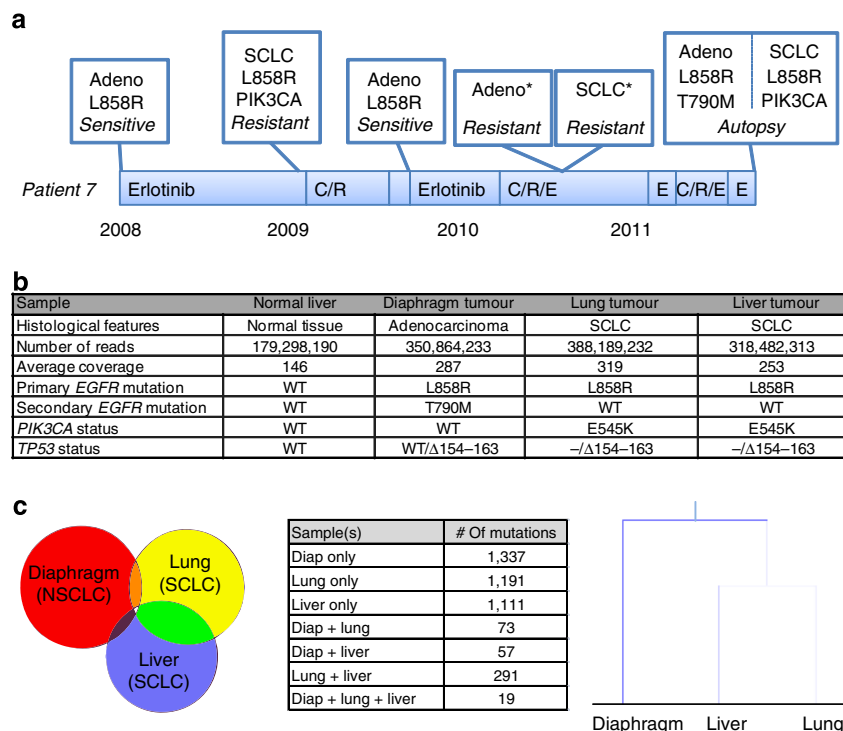 a
Adeno
L858R
Sensitive
SCLC
L858R
PIK3CA
Resistant
Adeno
L858R
Sensitive
Adeno*
Resistant
SCLC*
Resistant
Adeno SCLC
L858R L858R
T790M PIK3CA
Autopsy
Patient 7 Erlotinib C/R Erlotinib C/R/E E C/R/E E
2008 2009 2010 2011
b
Sample Normal liver Diaphragm tumour Lung tumour Liver tumour
Histological features Normal tissue Adenocarcinoma SCLC SCLC
Number of reads 179,298,190 350,864,233 388,189,232 318,482,313
Average coverage 146 287 319 253
Primary EGFR mutation WT L858R L858R L858R
Secondary EGFR mutation WT T790M WT WT
PIK3CA status WT WT E545K E545K
TP53 status WT WT/Δ154–163 –/Δ154–163 –/Δ154–163
c
Diaphragm
(NSCLC)
Lung
(SCLC)
Liver
(SCLC)
Sample(s) # Of mutations
Diap only 1,337
Lung only 1,191
Liver only 1,111
Diap + lung 73
Diap + liver 57
Lung + liver 291
Diap + lung + liver 19
Diaphragm Liver Lung